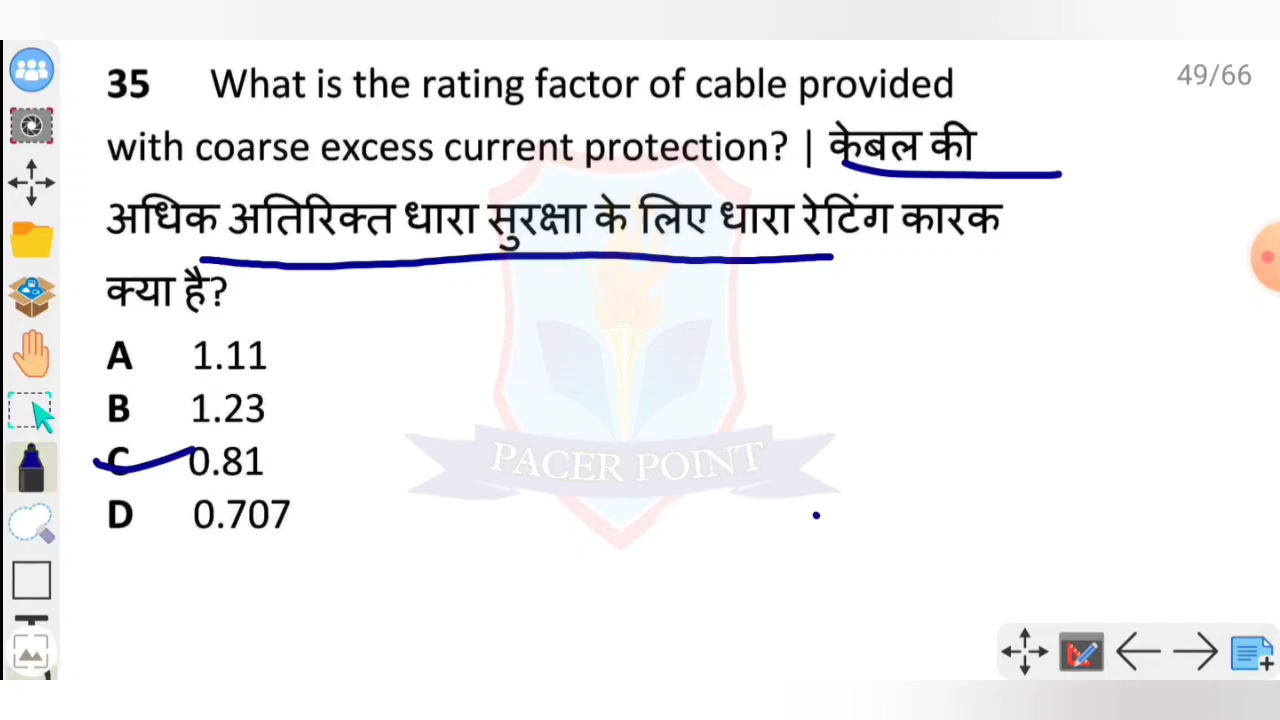 49/66
35 What is the rating factor of cable provided
with coarse excess current protection? | केबल की
अधिक अतिरिक्त धारा सुरक्षा के लिए धारा रेटिंग कारक
क्या है?
A 1.11
B 1.23
C 0.81
D 0.707
PACER POINT